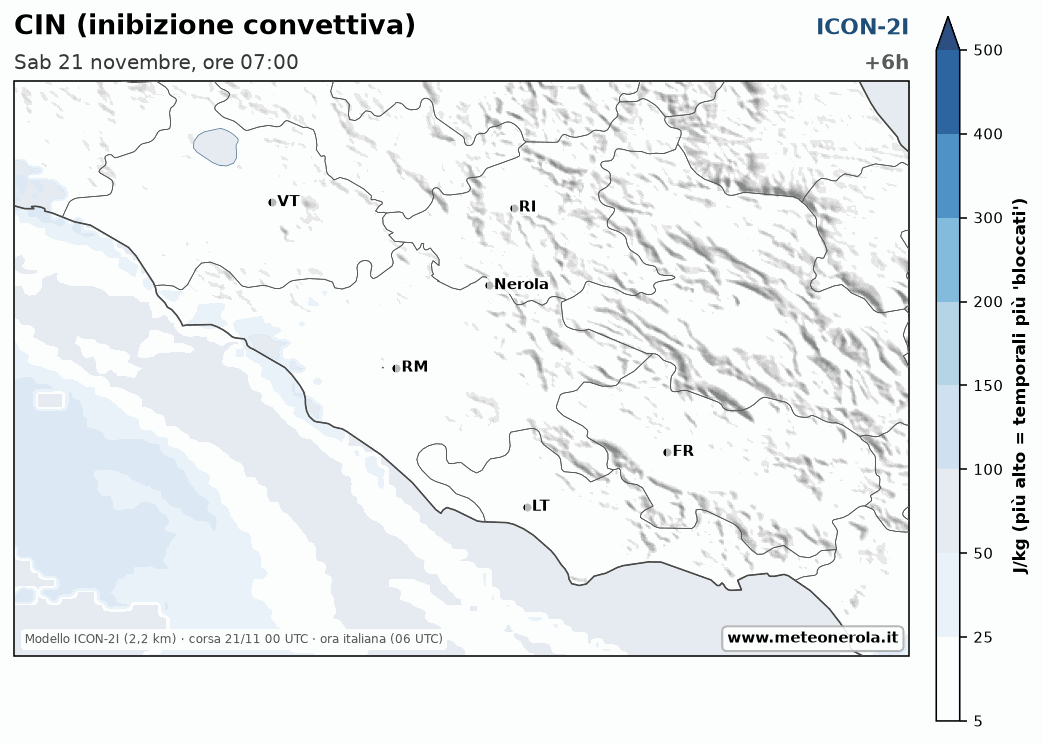 CIN (inibizione convettiva)
ICON-2I
Sab 21 novembre, ore 07:00
+6h
VT
RI
Nerola
RM
FR
LT
Modello ICON-2I (2,2 km) · corsa 21/11 00 UTC · ora italiana (06 UTC)
www.meteonerola.it
500
400
300
200
150
100
50
25
5
J/kg (più alto = temporali più 'bloccati')